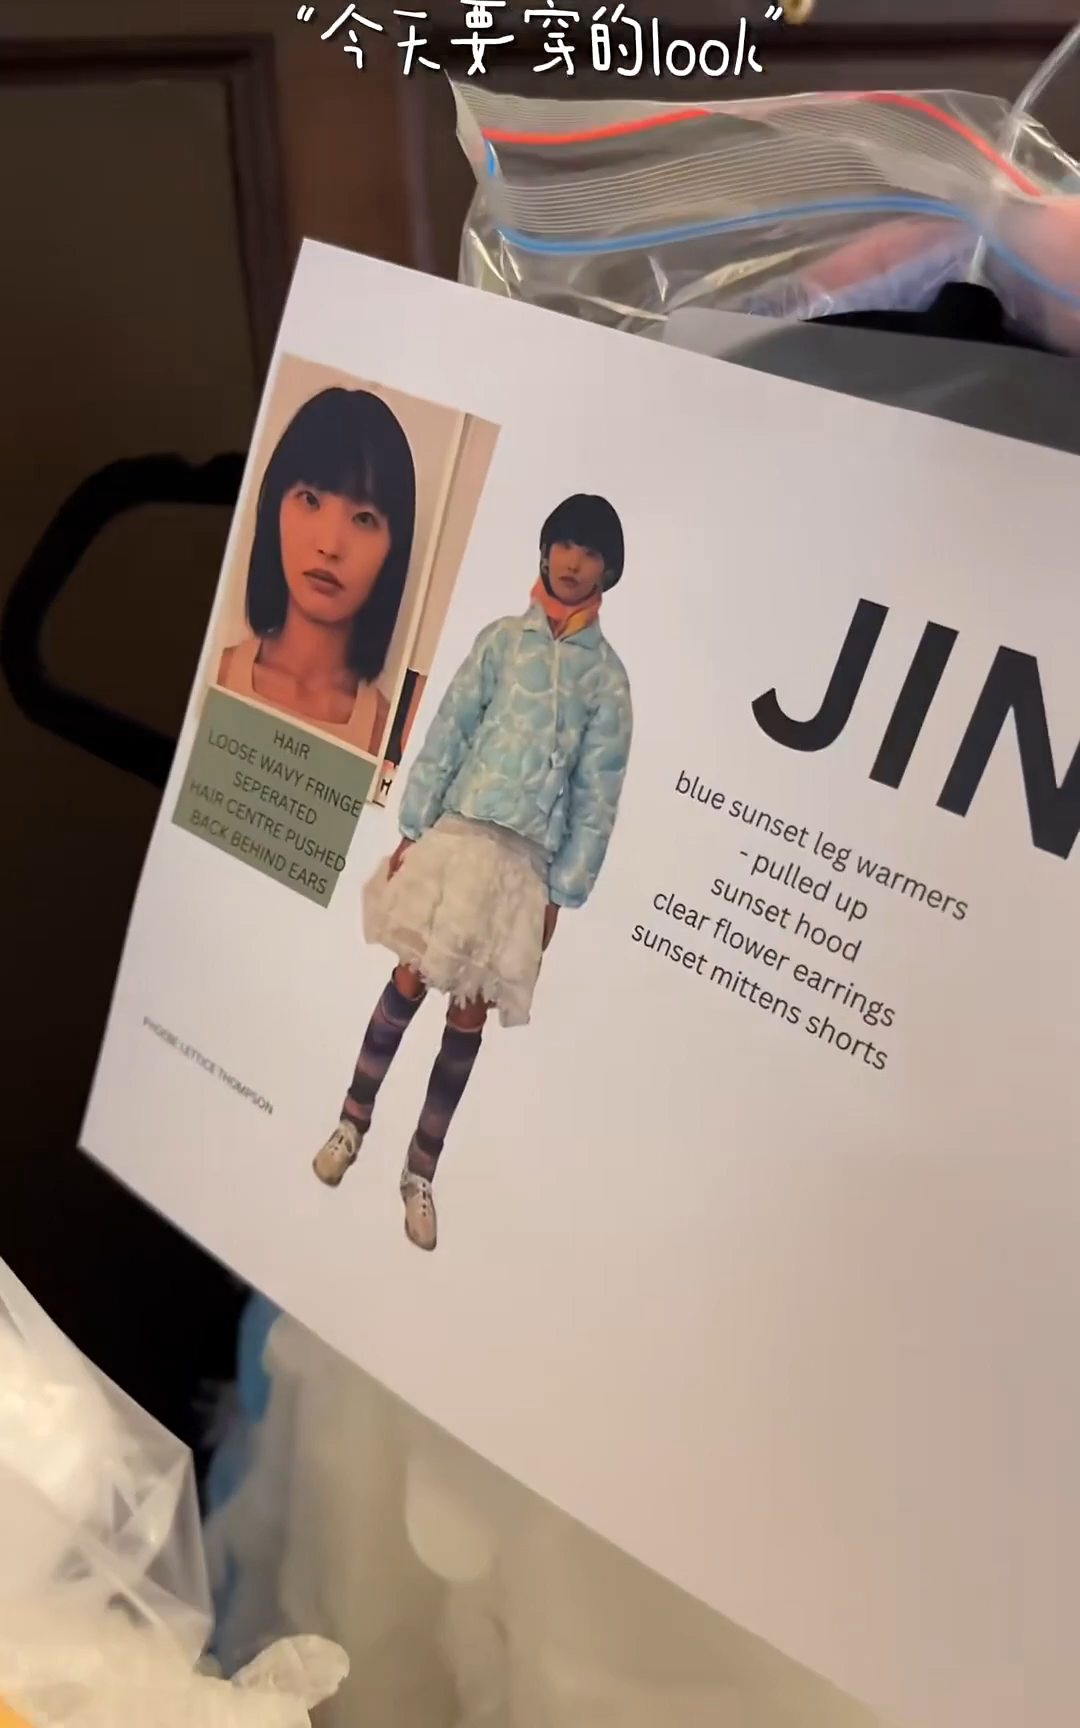 “今天要穿的look”
HAIR
LOOSE WAVY FRINGE
SEPERATED
HAIR CENTRE PUSHED
BACK BEHIND EARS
H
JIN
blue sunset leg warmers
- pulled up
sunset hood
clear flower earrings
sunset mittens shorts
PHOEBE LETTICE THOMPSON